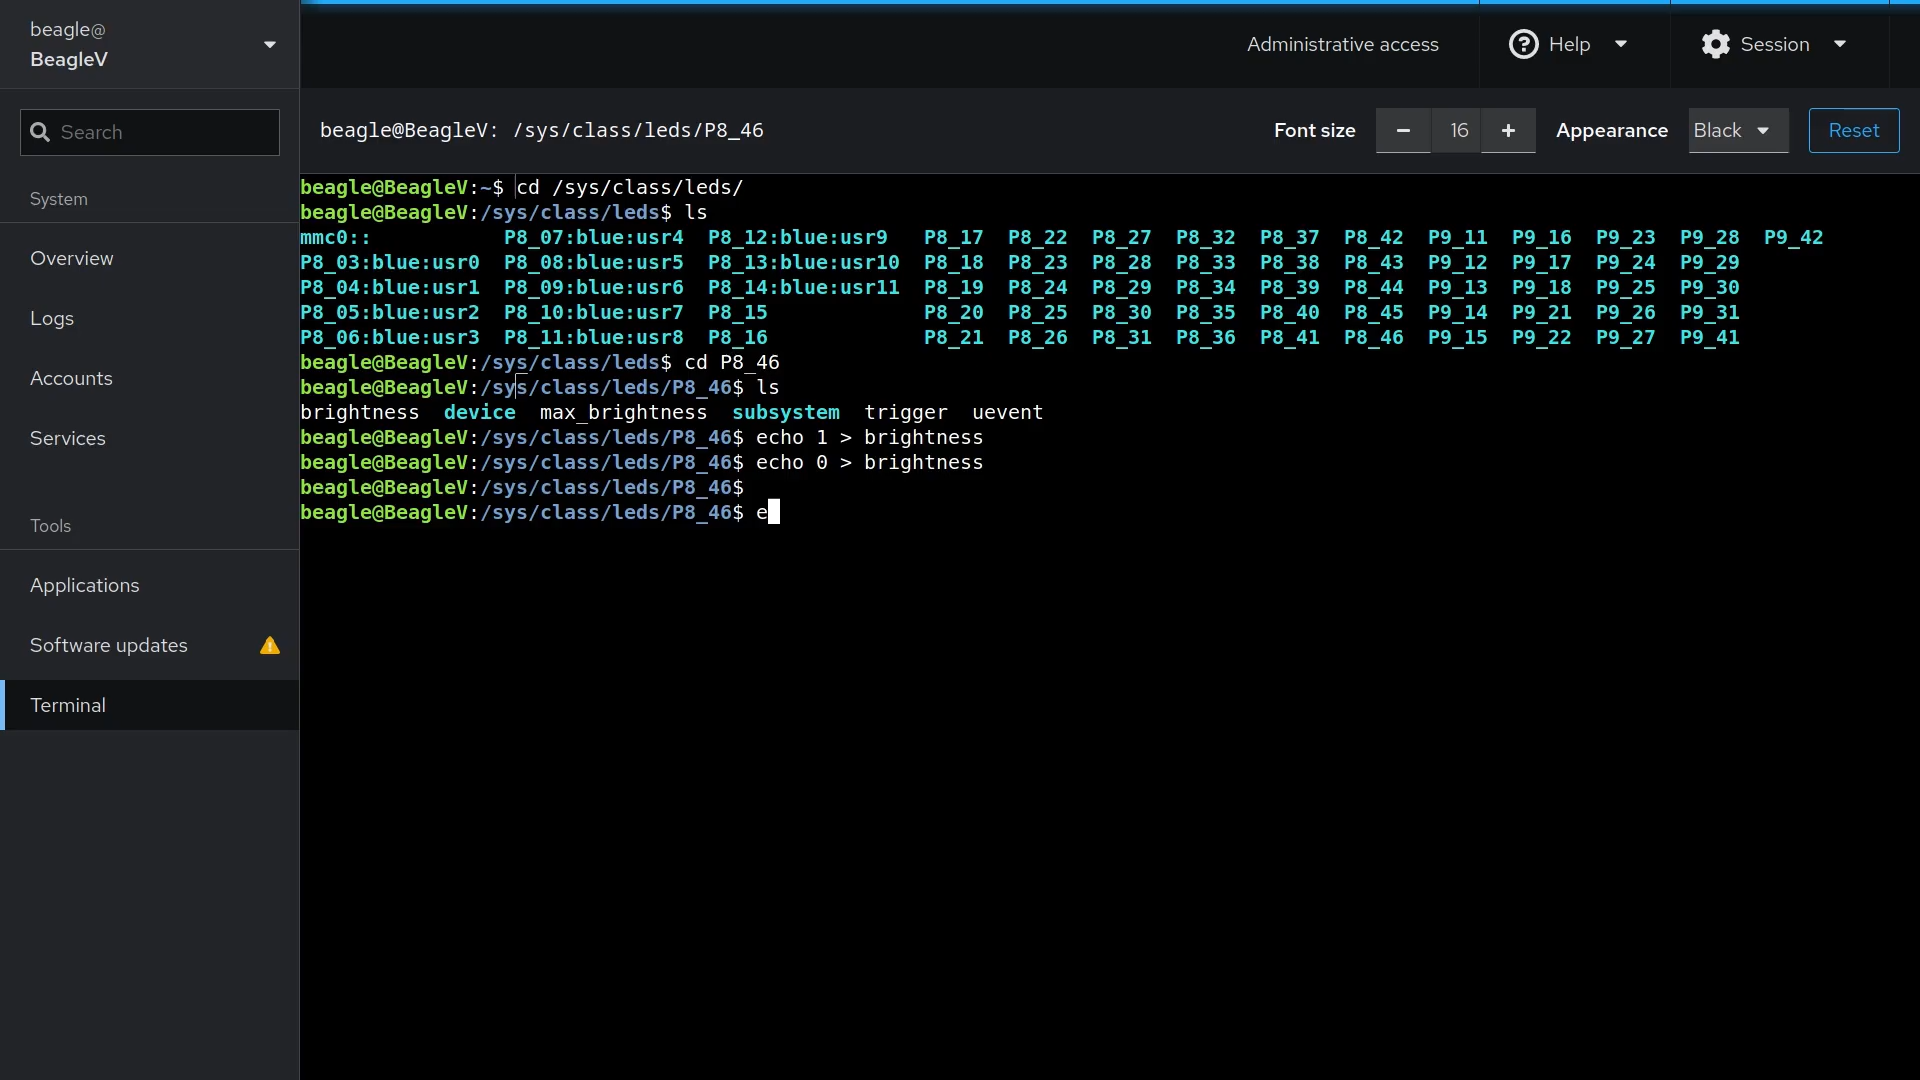 beagle@
BeagleV
Administrative access
Help
Session
Search
beagle@BeagleV: /sys/class/leds/P8_46
Font size
16
Appearance
Black
Reset
System
Overview
Logs
Accounts
Services
Tools
Applications
Software updates
Terminal
beagle@BeagleV:~$ cd /sys/class/leds/
beagle@BeagleV:/sys/class/leds$ ls
mmc0:: P8_07:blue:usr4 P8_12:blue:usr9 P8_17 P8_22 P8_27 P8_32 P8_37 P8_42 P9_11 P9_16 P9_23 P9_28 P9_42
P8_03:blue:usr0 P8_08:blue:usr5 P8_13:blue:usr10 P8_18 P8_23 P8_28 P8_33 P8_38 P8_43 P9_12 P9_17 P9_24 P9_29
P8_04:blue:usr1 P8_09:blue:usr6 P8_14:blue:usr11 P8_19 P8_24 P8_29 P8_34 P8_39 P8_44 P9_13 P9_18 P9_25 P9_30
P8_05:blue:usr2 P8_10:blue:usr7 P8_15 P8_20 P8_25 P8_30 P8_35 P8_40 P8_45 P9_14 P9_21 P9_26 P9_31
P8_06:blue:usr3 P8_11:blue:usr8 P8_16 P8_21 P8_26 P8_31 P8_36 P8_41 P8_46 P9_15 P9_22 P9_27 P9_41
beagle@BeagleV:/sys/class/leds$ cd P8_46
beagle@BeagleV:/sys/class/leds/P8_46$ ls
brightness device max_brightness subsystem trigger uevent
beagle@BeagleV:/sys/class/leds/P8_46$ echo 1 > brightness
beagle@BeagleV:/sys/class/leds/P8_46$ echo 0 > brightness
beagle@BeagleV:/sys/class/leds/P8_46$
beagle@BeagleV:/sys/class/leds/P8_46$ e